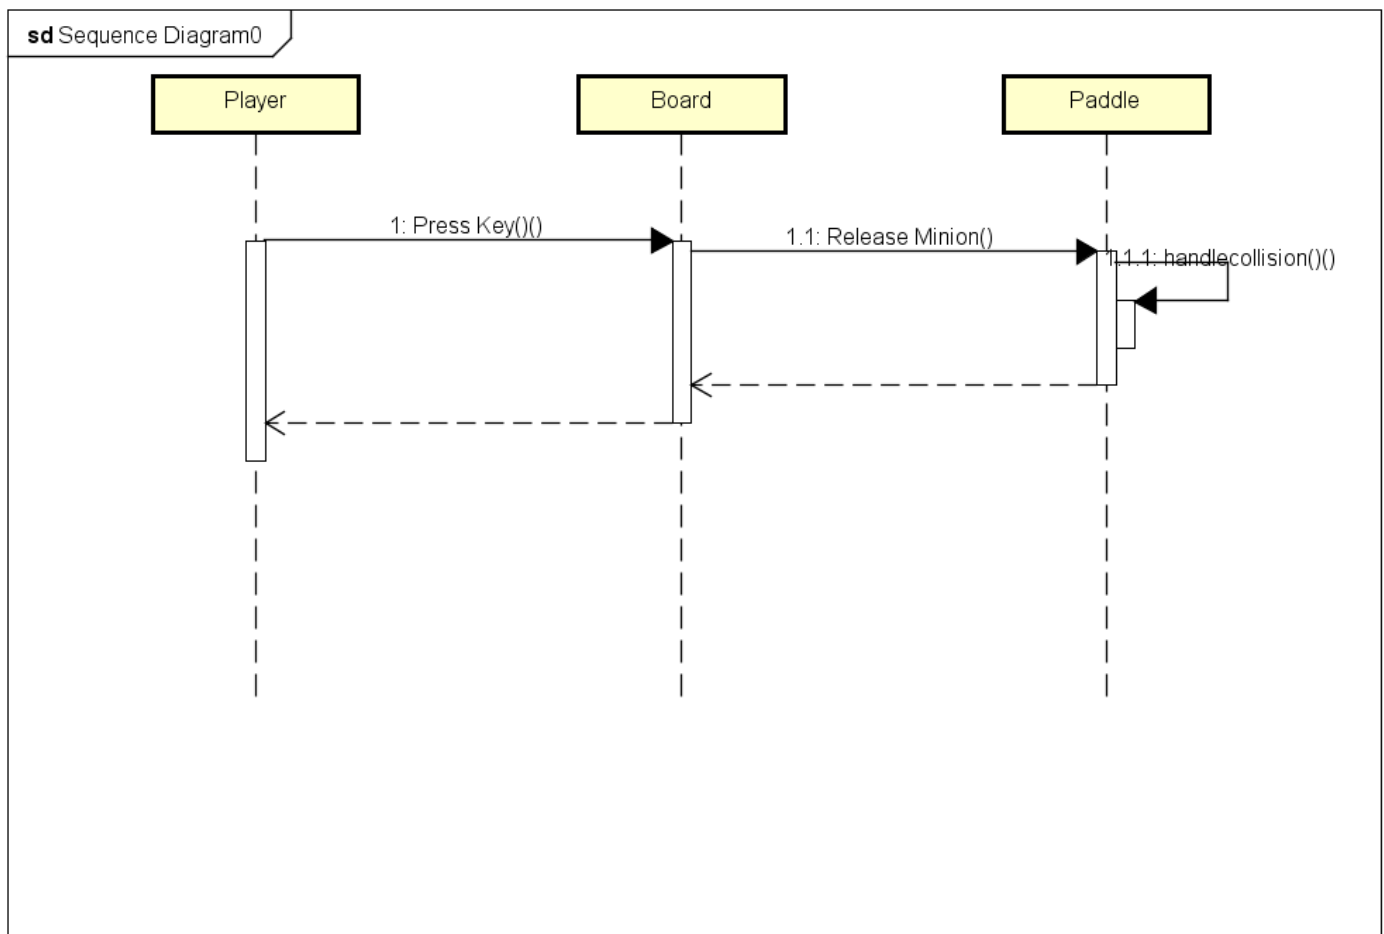 sd Sequence Diagram0
Player
Board
Paddle
1: Press Key()()
1.1: Release Minion()
1.1.1: handlecollision()()